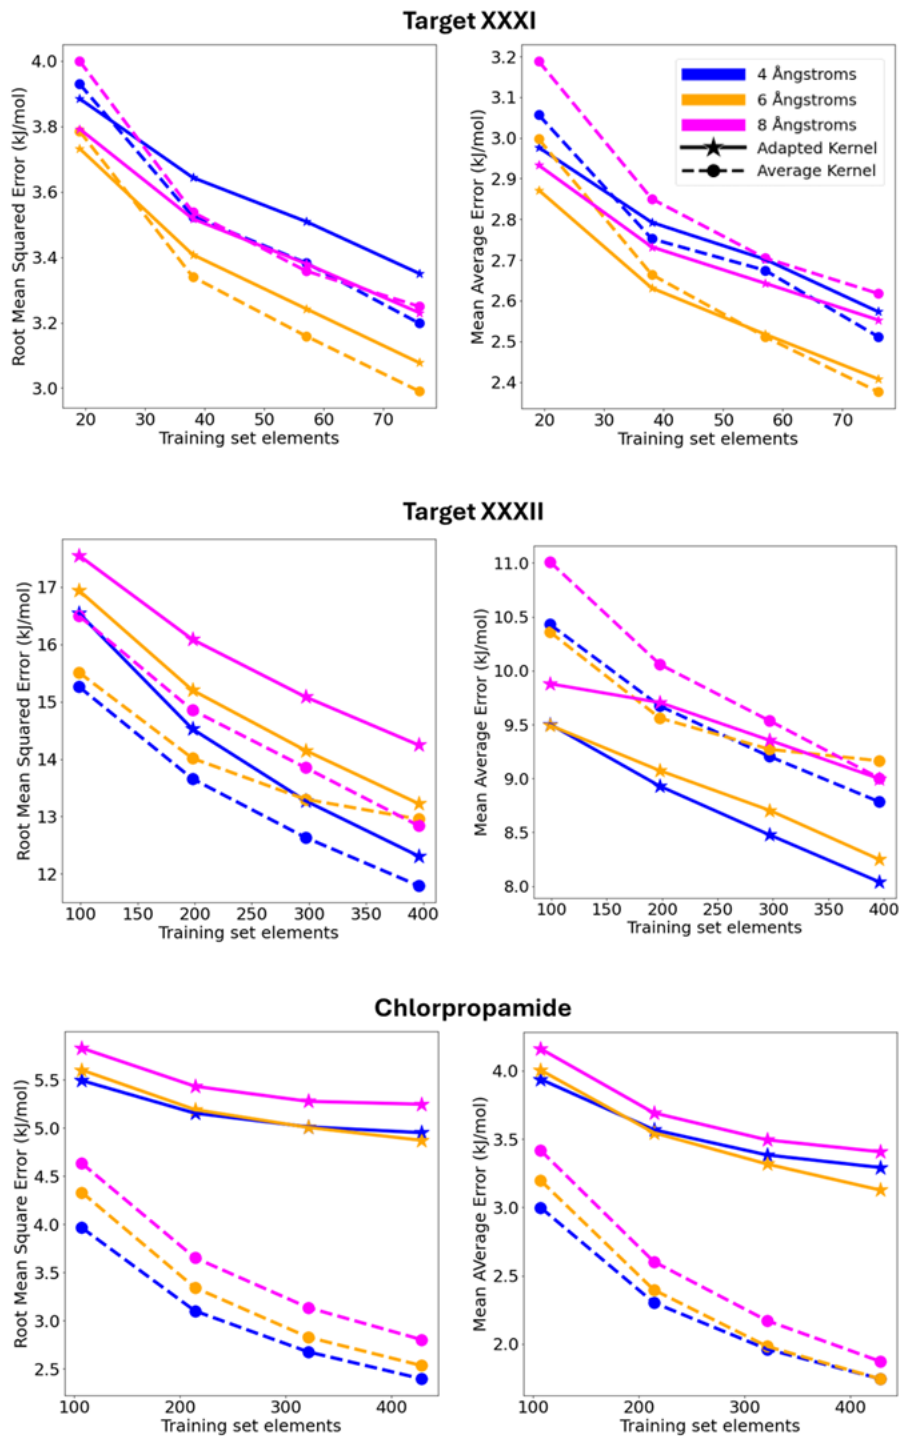 Target XXXI
Root Mean Squared Error (kJ/mol)
4.0
3.8
3.6
3.4
3.2
3.0
20 30 40 50 60 70
Training set elements
Mean Average Error (kJ/mol)
3.2
3.1
3.0
2.9
2.8
2.7
2.6
2.5
2.4
20 30 40 50 60 70
Training set elements
4 Ångstroms
6 Ångstroms
8 Ångstroms
Adapted Kernel
Average Kernel
Target XXXII
Root Mean Squared Error (kJ/mol)
17
16
15
14
13
12
100 150 200 250 300 350 400
Training set elements
Mean Average Error (kJ/mol)
11.0
10.5
10.0
9.5
9.0
8.5
8.0
100 150 200 250 300 350 400
Training set elements
Chlorpropamide
Root Mean Square Error (kJ/mol)
5.5
5.0
4.5
4.0
3.5
3.0
2.5
100 200 300 400
Training set elements
Mean AVerage Error (kJ/mol)
4.0
3.5
3.0
2.5
2.0
100 200 300 400
Training set elements